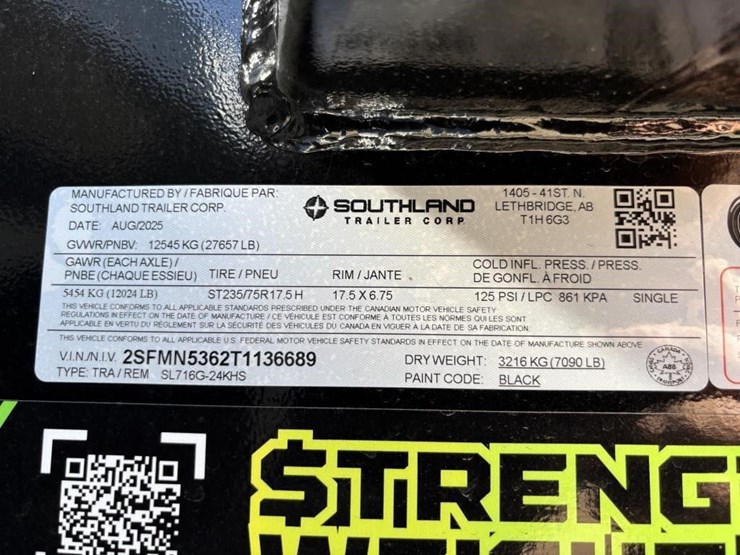 MANUFACTURED BY / FABRIQUE PAR:
SOUTHLAND TRAILER CORP.
DATE: AUG/2025
GVWR/PNBV: 12545 KG (27657 LB)
SOUTHLAND
TRAILER CORP
1405 - 41ST. N.
LETHBRIDGE, AB
T1H 6G3
GAWR (EACH AXLE) /
PNBE (CHAQUE ESSIEU) TIRE / PNEU RIM / JANTE COLD INFL. PRESS. / PRESS.
DE GONFL. À FROID
5454 KG (12024 LB) ST235/75R17.5 H 17.5 X 6.75 125 PSI / LPC 861 KPA SINGLE
THIS VEHICLE CONFORMS TO ALL APPLICABLE STANDARDS PRESCRIBED UNDER THE CANADIAN MOTOR VEHICLE SAFETY
REGULATIONS IN EFFECT ON THE DATE OF MANUFACTURE / CE VÉHICULE EST CONFORME À TOUTES LES NORMES QUI LES SONT
APPLICABLE EN VERTU DU RÈGLEMENT SUR LA SÉCURITÉ DES VÉHICULES DU CANADA EN VIGUER À LA DATE DE SA FABRICATION.
THIS VEHICLE CONFORMS TO ALL APPLICABLE U.S. FEDERAL MOTOR VEHICLE SAFETY STANDARDS IN EFFECT ON THE DATE OF MANUFACTURE SHOWN ABOVE
V.I.N./N.I.V. 2SFMN5362T1136689 DRY WEIGHT: 3216 KG (7090 LB)
TYPE: TRA / REM SL716G-24KHS PAINT CODE: BLACK
CANADA
ABS
TRANSPORT
STRENG